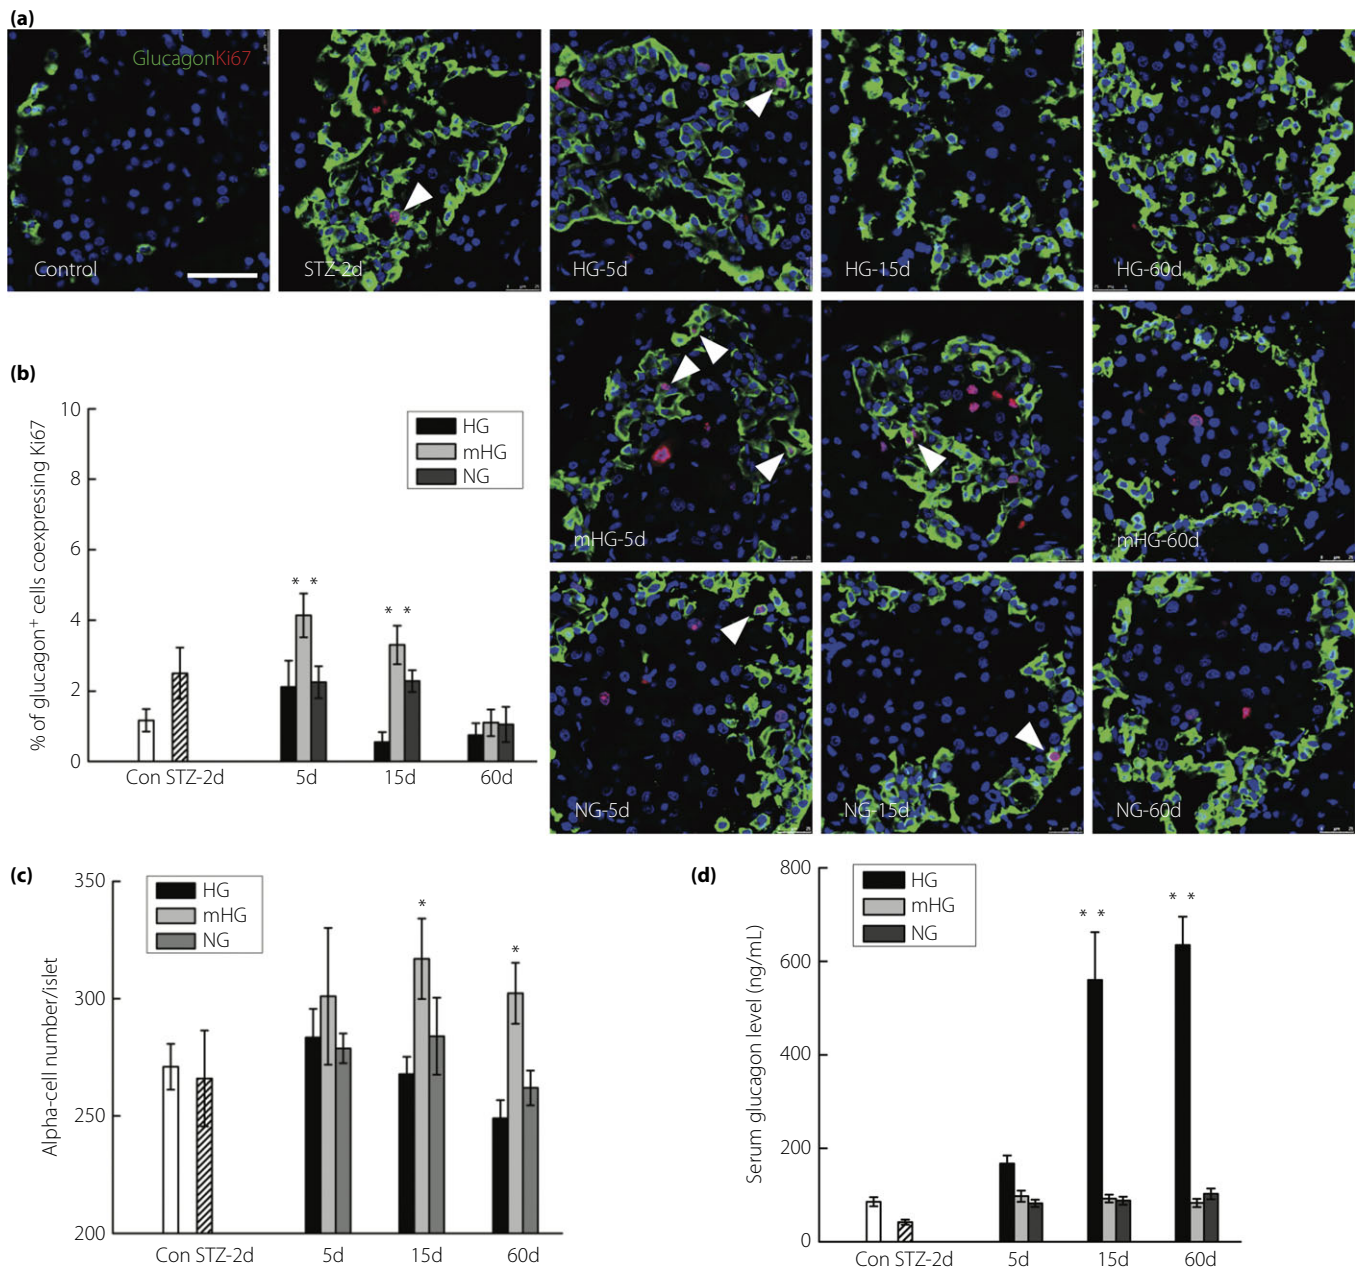 (a)
GlucagonKi67
Control
STZ-2d
HG-5d
HG-15d
HG-60d
mHG-5d
mHG-60d
NG-5d
NG-15d
NG-60d
(b)
% of glucagon+ cells coexpressing Ki67
10
8
6
4
2
0
HG
mHG
NG
* *
* *
Con STZ-2d 5d 15d 60d
(c)
Alpha-cell number/islet
350
300
250
200
HG
mHG
NG
*
*
Con STZ-2d 5d 15d 60d
(d)
Serum glucagon level (ng/mL)
800
600
400
200
0
HG
mHG
NG
* *
* *
Con STZ-2d 5d 15d 60d